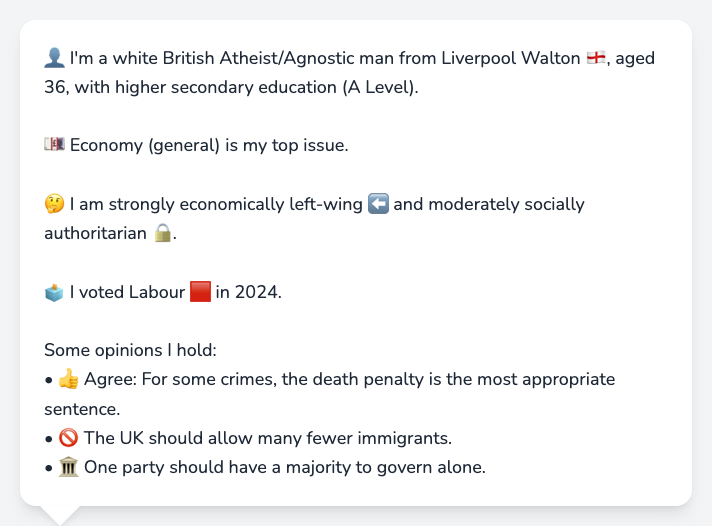 👤 I'm a white British Atheist/Agnostic man from Liverpool Walton 🏴󠁧󠁢󠁥󠁮󠁧󠁿, aged
36, with higher secondary education (A Level).
💷 Economy (general) is my top issue.
🤔 I am strongly economically left-wing ⬅️ and moderately socially
authoritarian 🔒.
🗳️ I voted Labour 🟥 in 2024.
Some opinions I hold:
• 👍 Agree: For some crimes, the death penalty is the most appropriate
sentence.
• 🚫 The UK should allow many fewer immigrants.
• 🏛️ One party should have a majority to govern alone.